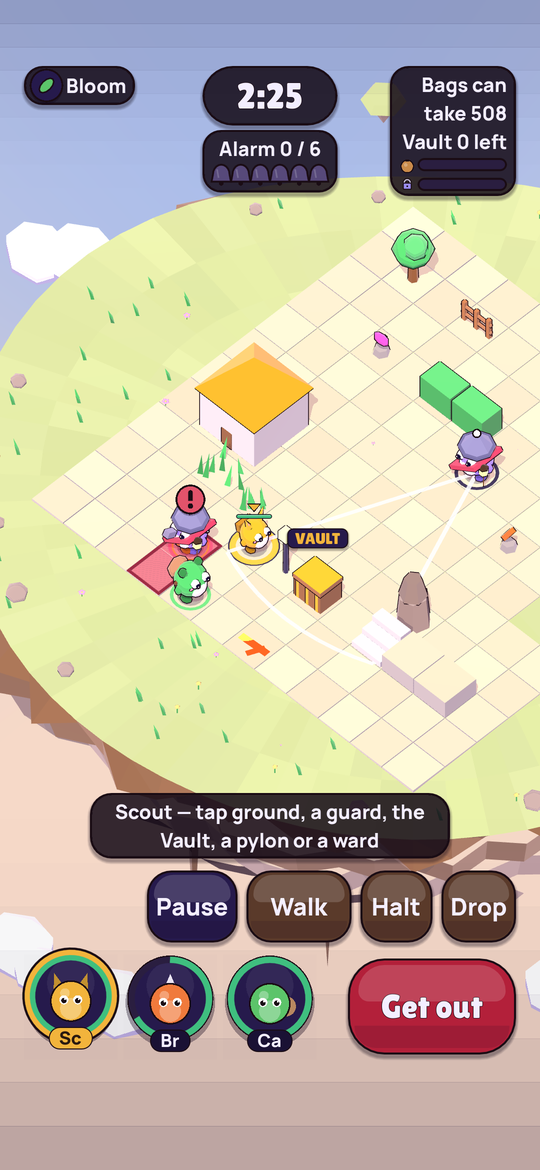 Bloom
2:25
Alarm 0 / 6
Bags can
take 508
Vault 0 left
!
VAULT
Scout — tap ground, a guard, the
Vault, a pylon or a ward
Pause
Walk
Halt
Drop
Sc
Br
Ca
Get out